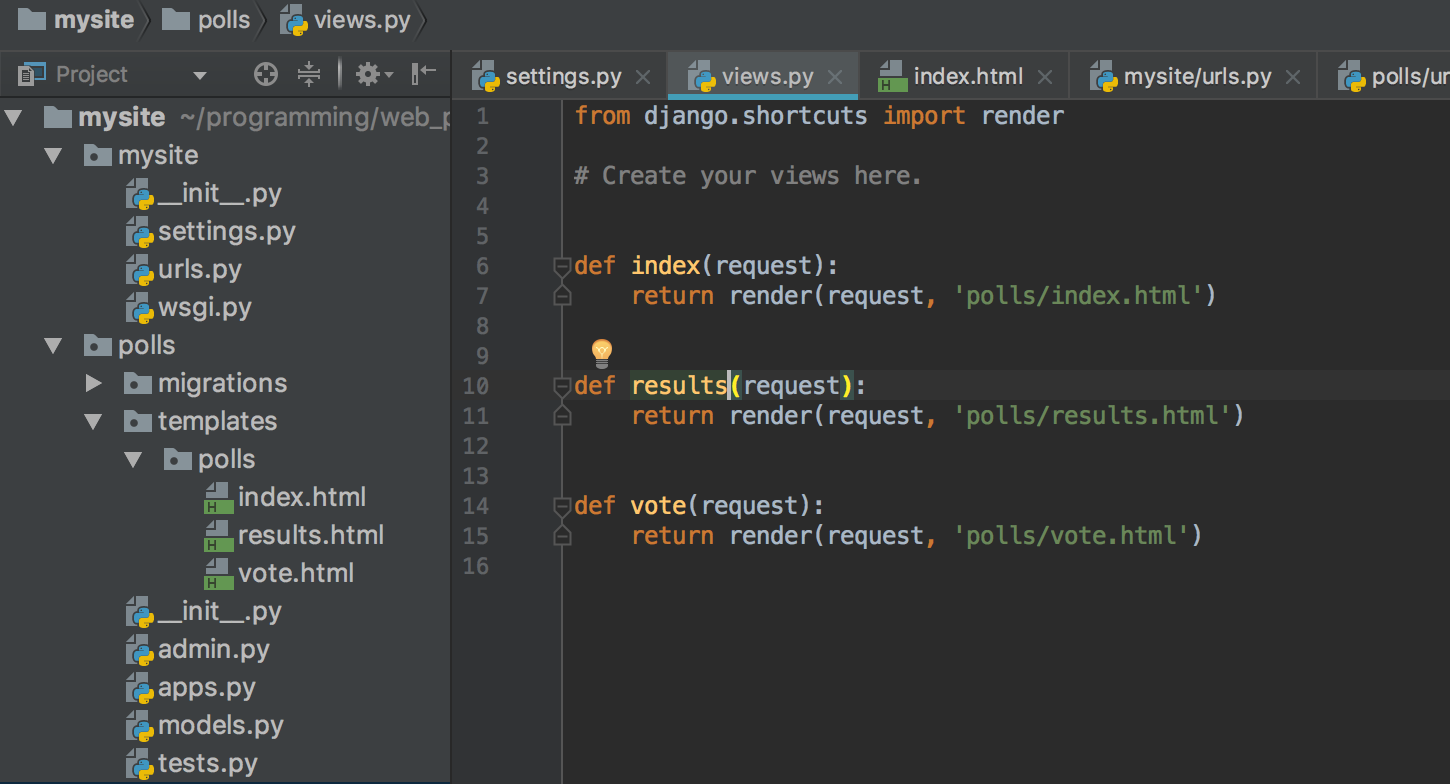 mysite polls views.py
Project
settings.py views.py index.html mysite/urls.py polls/ur
mysite ~/programming/web_p
mysite
__init__.py
settings.py
urls.py
wsgi.py
polls
migrations
templates
polls
index.html
results.html
vote.html
__init__.py
admin.py
apps.py
models.py
tests.py
1 from django.shortcuts import render
2
3 # Create your views here.
4
5
6 def index(request):
7 return render(request, 'polls/index.html')
8
9
10 def results(request):
11 return render(request, 'polls/results.html')
12
13
14 def vote(request):
15 return render(request, 'polls/vote.html')
16